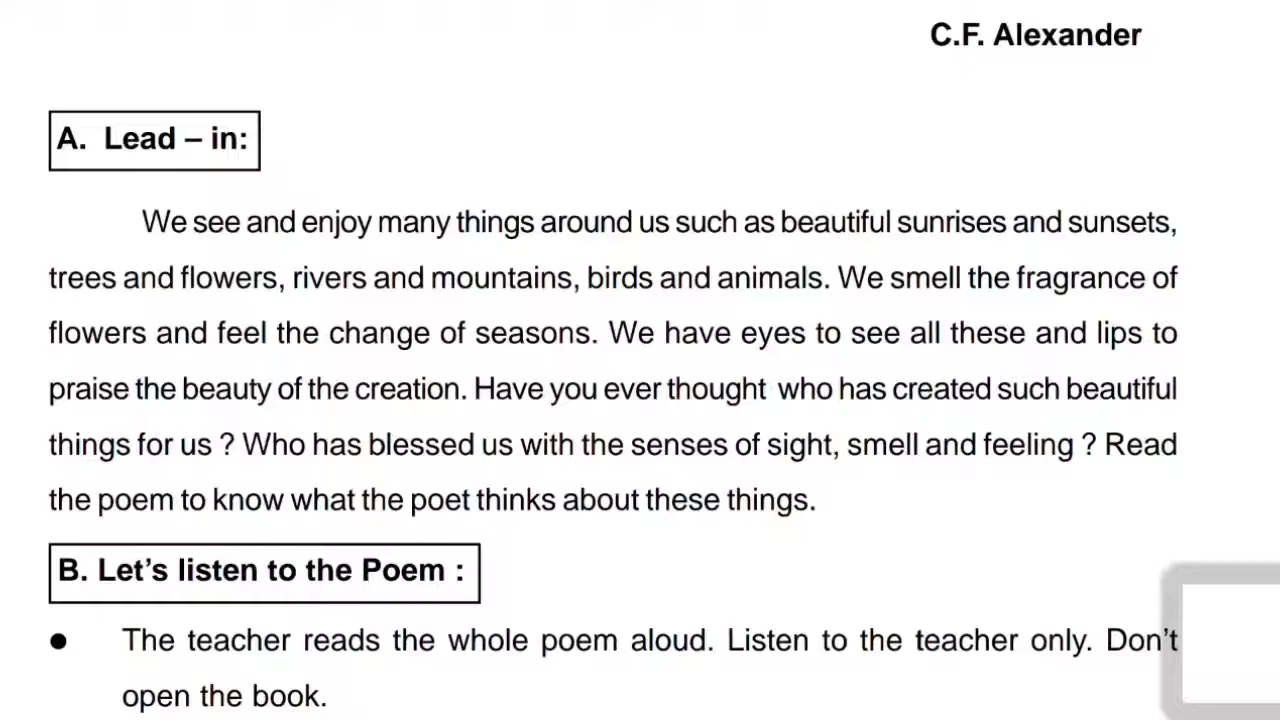 C.F. Alexander
A. Lead – in:
We see and enjoy many things around us such as beautiful sunrises and sunsets,
trees and flowers, rivers and mountains, birds and animals. We smell the fragrance of
flowers and feel the change of seasons. We have eyes to see all these and lips to
praise the beauty of the creation. Have you ever thought who has created such beautiful
things for us ? Who has blessed us with the senses of sight, smell and feeling ? Read
the poem to know what the poet thinks about these things.
B. Let’s listen to the Poem :
● The teacher reads the whole poem aloud. Listen to the teacher only. Don’t
open the book.